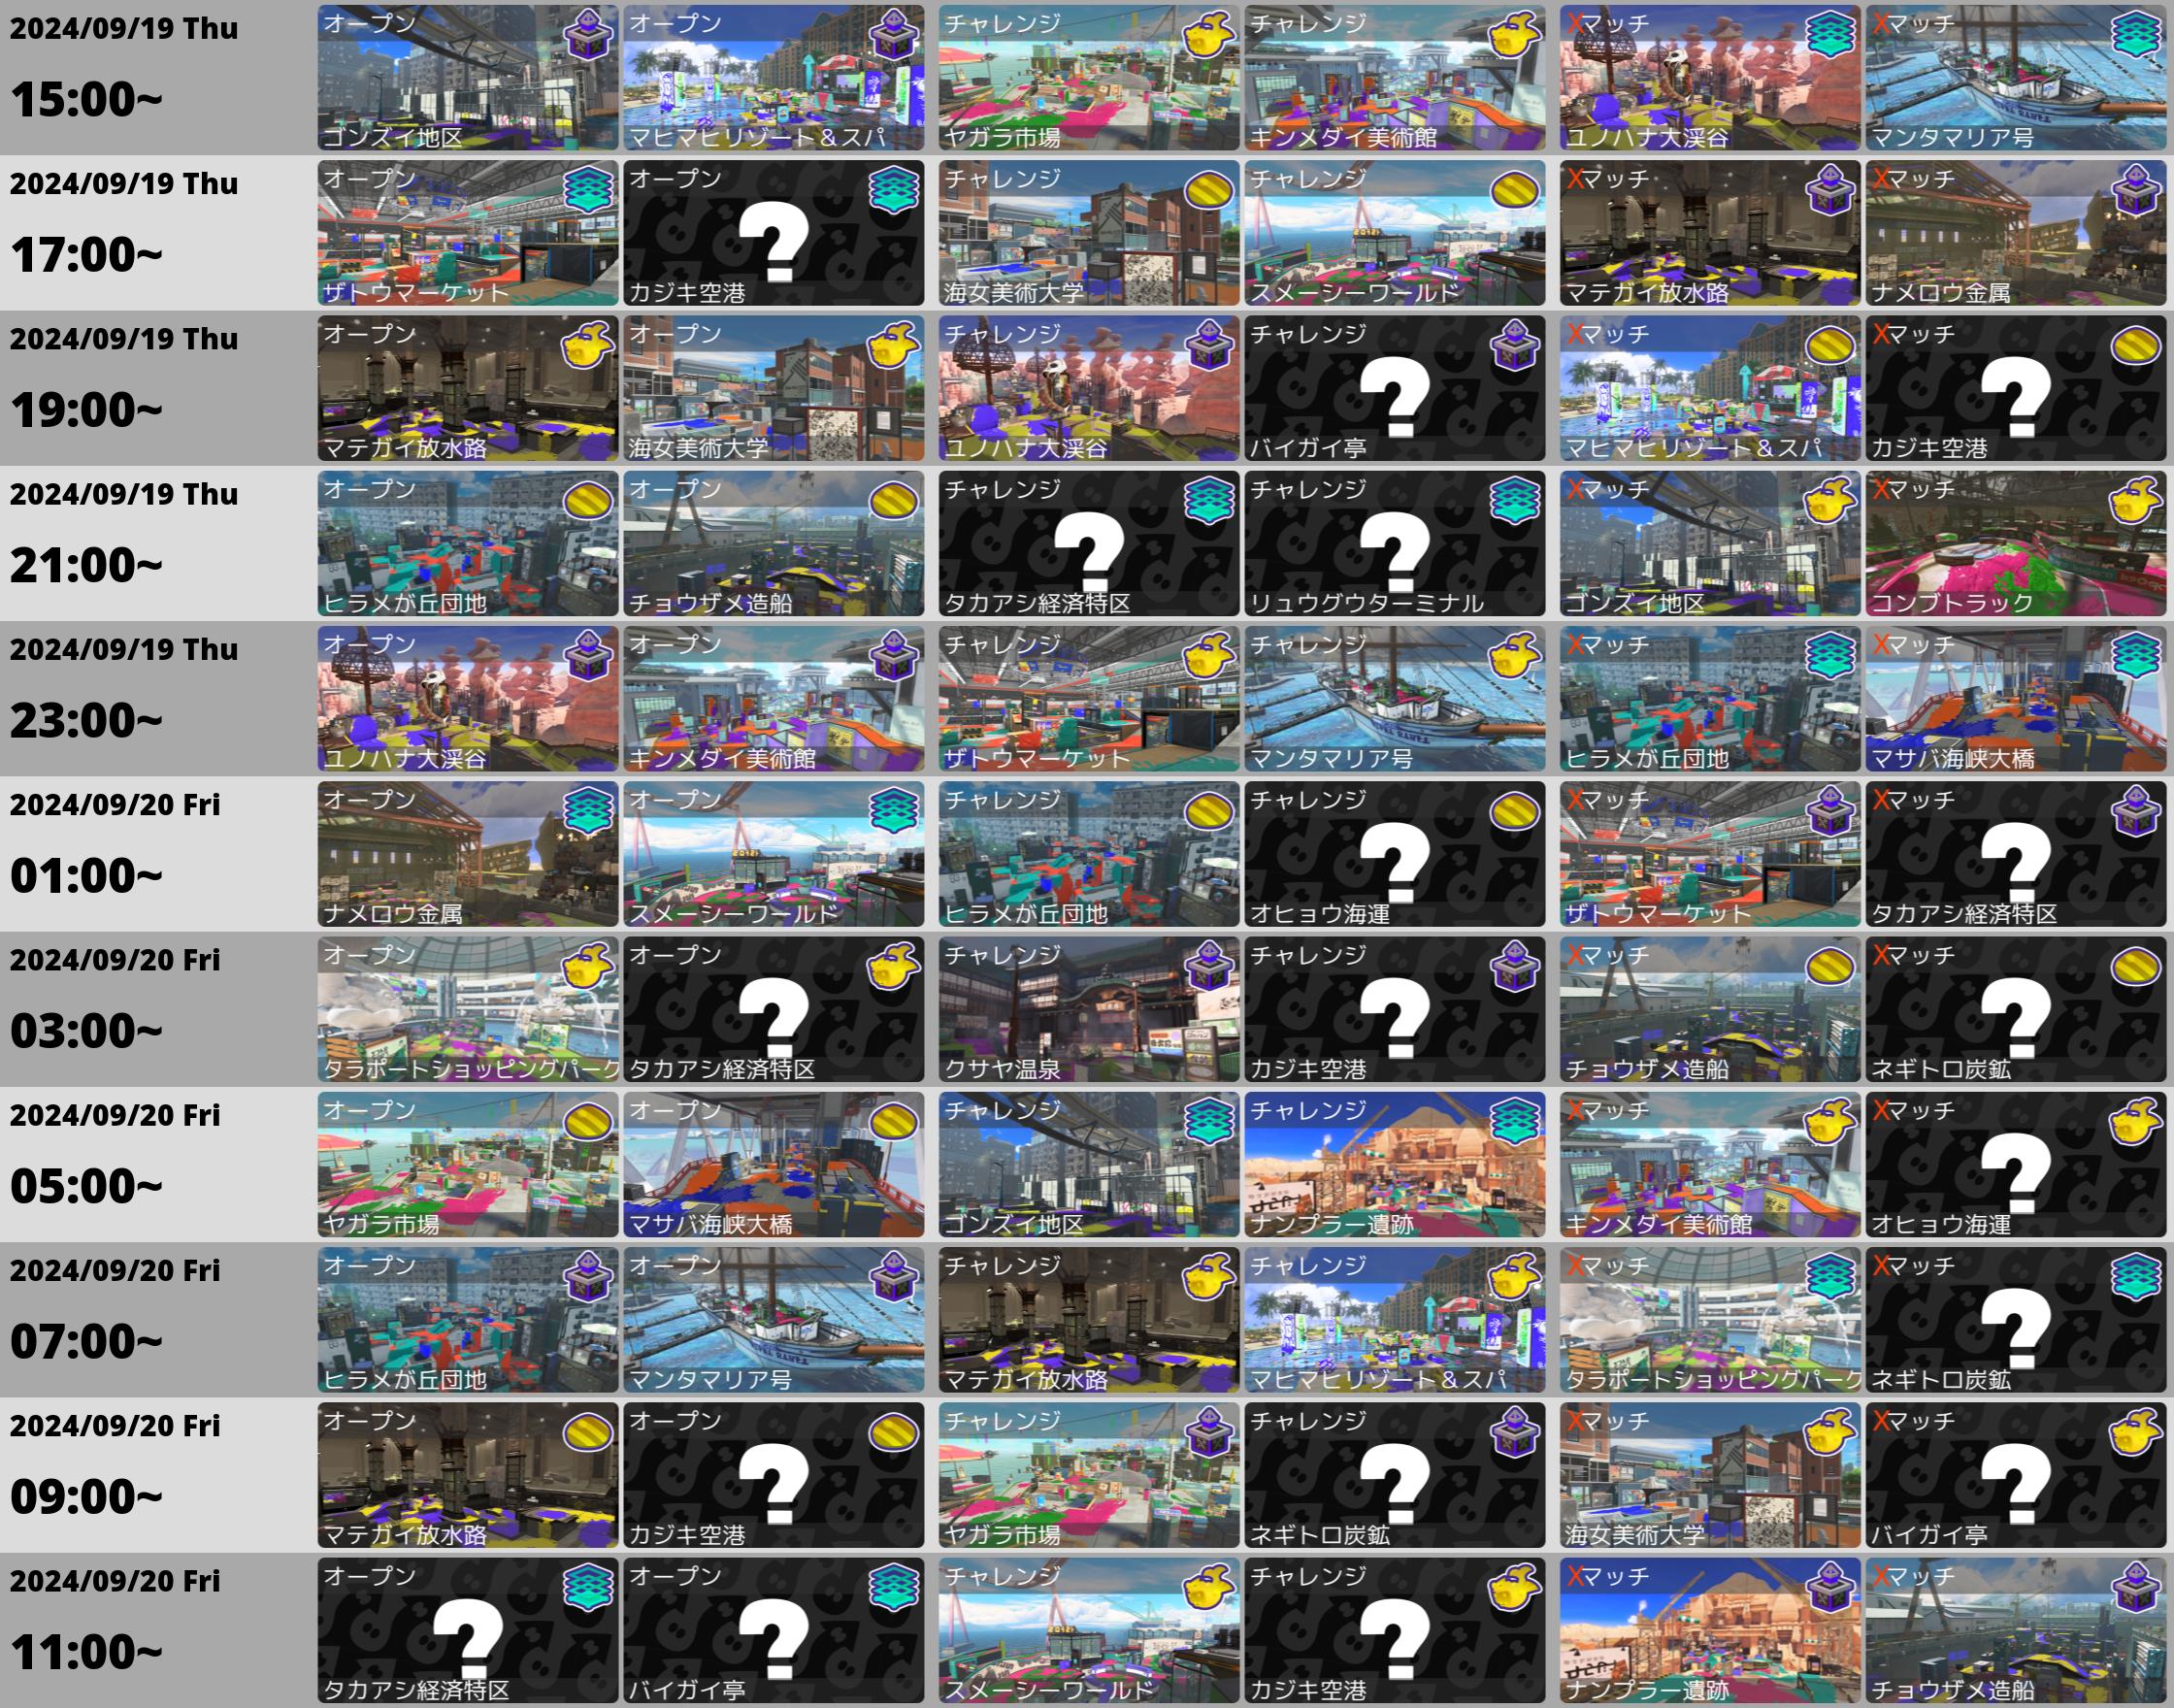 2024/09/19 Thu
15:00~
オープン
ゴンズイ地区
オープン
マヒマヒリゾート＆スパ
チャレンジ
ヤガラ市場
チャレンジ
キンメダイ美術館
Xマッチ
ユノハナ大渓谷
Xマッチ
マンタマリア号
2024/09/19 Thu
17:00~
オープン
ザトウマーケット
オープン
?
カジキ空港
チャレンジ
海女美術大学
チャレンジ
スメーシーワールド
Xマッチ
マテガイ放水路
Xマッチ
ナメロウ金属
2024/09/19 Thu
19:00~
オープン
マテガイ放水路
オープン
海女美術大学
チャレンジ
ユノハナ大渓谷
チャレンジ
?
バイガイ亭
Xマッチ
マヒマヒリゾート＆スパ
Xマッチ
?
カジキ空港
2024/09/19 Thu
21:00~
オープン
ヒラメが丘団地
オープン
チョウザメ造船
チャレンジ
?
タカアシ経済特区
チャレンジ
?
リュウグウターミナル
Xマッチ
ゴンズイ地区
Xマッチ
コンブトラック
2024/09/19 Thu
23:00~
オープン
ユノハナ大渓谷
オープン
キンメダイ美術館
チャレンジ
ザトウマーケット
チャレンジ
マンタマリア号
Xマッチ
ヒラメが丘団地
Xマッチ
マサバ海峡大橋
2024/09/20 Fri
01:00~
オープン
ナメロウ金属
オープン
スメーシーワールド
チャレンジ
ヒラメが丘団地
チャレンジ
?
オヒョウ海運
Xマッチ
ザトウマーケット
Xマッチ
?
タカアシ経済特区
2024/09/20 Fri
03:00~
オープン
タラポートショッピングパーク
オープン
?
タカアシ経済特区
チャレンジ
クサヤ温泉
チャレンジ
?
カジキ空港
Xマッチ
チョウザメ造船
Xマッチ
?
ネギトロ炭鉱
2024/09/20 Fri
05:00~
オープン
ヤガラ市場
オープン
マサバ海峡大橋
チャレンジ
ゴンズイ地区
チャレンジ
ナンプラー遺跡
Xマッチ
キンメダイ美術館
Xマッチ
?
オヒョウ海運
2024/09/20 Fri
07:00~
オープン
ヒラメが丘団地
オープン
マンタマリア号
チャレンジ
マテガイ放水路
チャレンジ
マヒマヒリゾート＆スパ
Xマッチ
タラポートショッピングパーク
Xマッチ
?
ネギトロ炭鉱
2024/09/20 Fri
09:00~
オープン
マテガイ放水路
オープン
?
カジキ空港
チャレンジ
ヤガラ市場
チャレンジ
?
ネギトロ炭鉱
Xマッチ
海女美術大学
Xマッチ
?
バイガイ亭
2024/09/20 Fri
11:00~
オープン
?
タカアシ経済特区
オープン
?
バイガイ亭
チャレンジ
スメーシーワールド
チャレンジ
?
カジキ空港
Xマッチ
ナンプラー遺跡
Xマッチ
チョウザメ造船